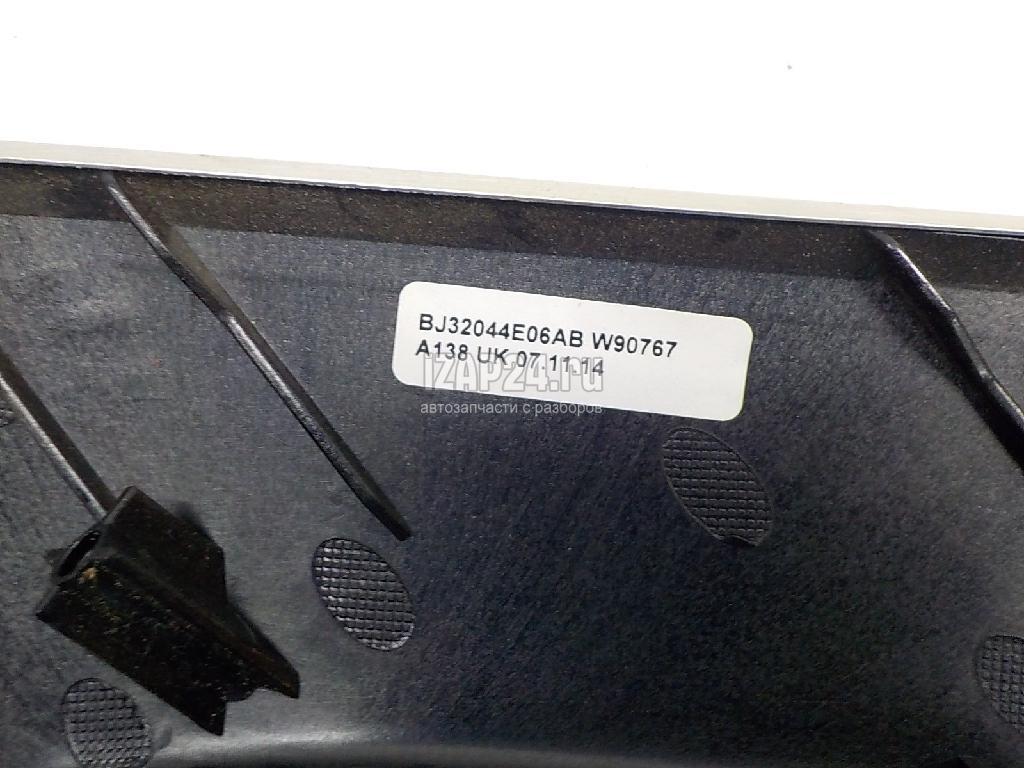 BJ32044E06AB W90767
A138 UK 07.11.14
IZAP24.ru
автозапчасти с разборов